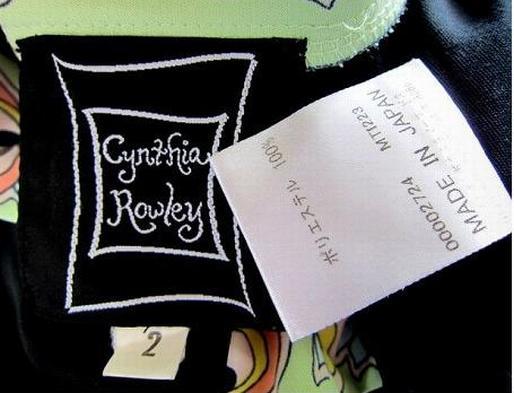 Cynthia
Rowley
2
ポリエステル 100%
MT1223
00002724
MADE IN JAPAN